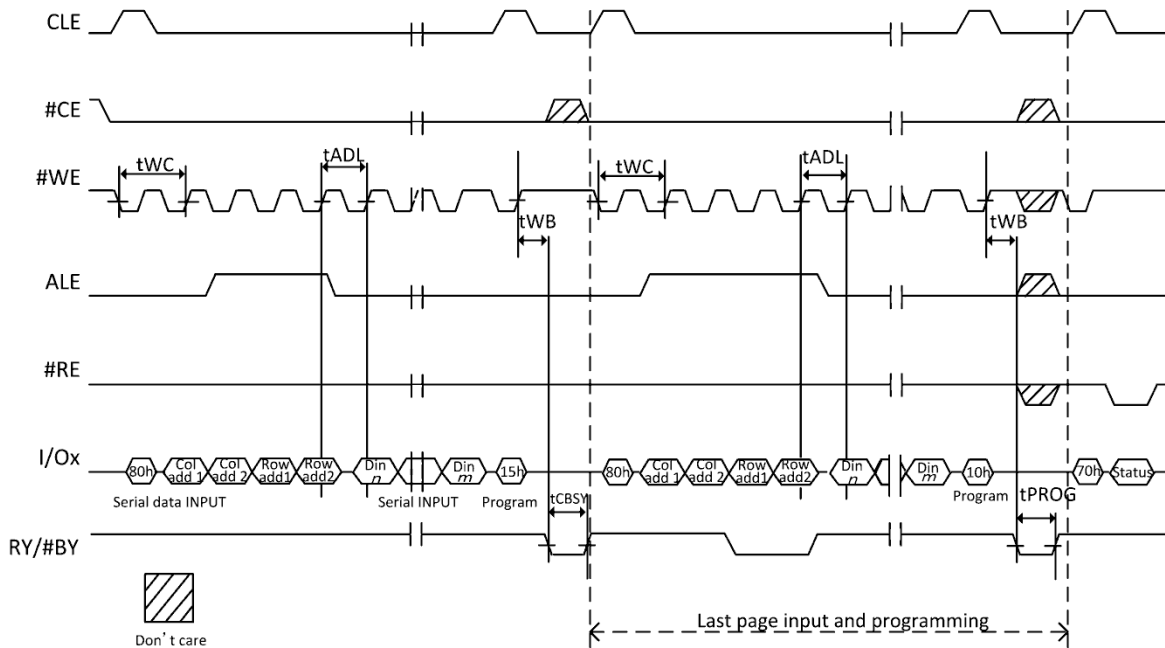 CLE
#CE
tWC
tADL
tWC
tADL
#WE
tWB
tWB
ALE
#RE
I/Ox
80h
Col add 1
Col add 2
Row add1
Row add2
Din n
Din m
15h
80h
Col add 1
Col add 2
Row add1
Row add2
Din n
Din m
10h
70h
Status
Serial data INPUT
Serial INPUT
Program
Program
tCBSY
tPROG
RY/#BY
Last page input and programming
Don't care